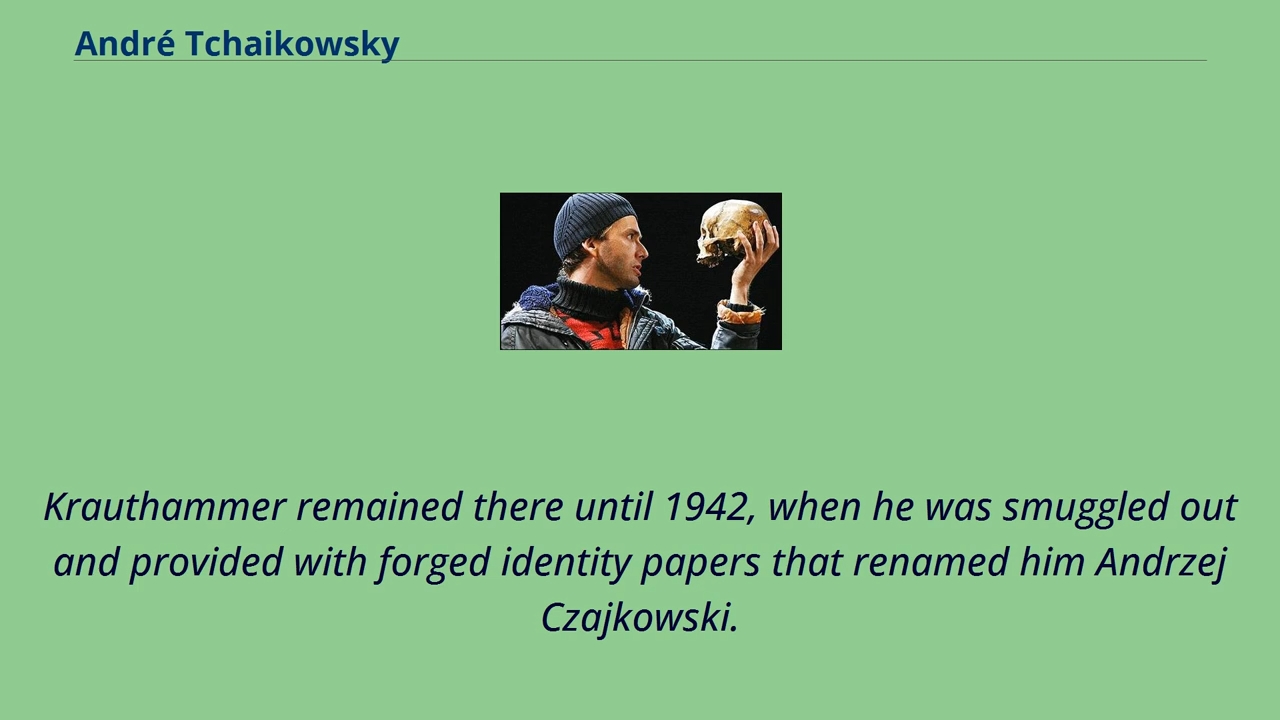 André Tchaikowsky
Krauthammer remained there until 1942, when he was smuggled out
and provided with forged identity papers that renamed him Andrzej
Czajkowski.